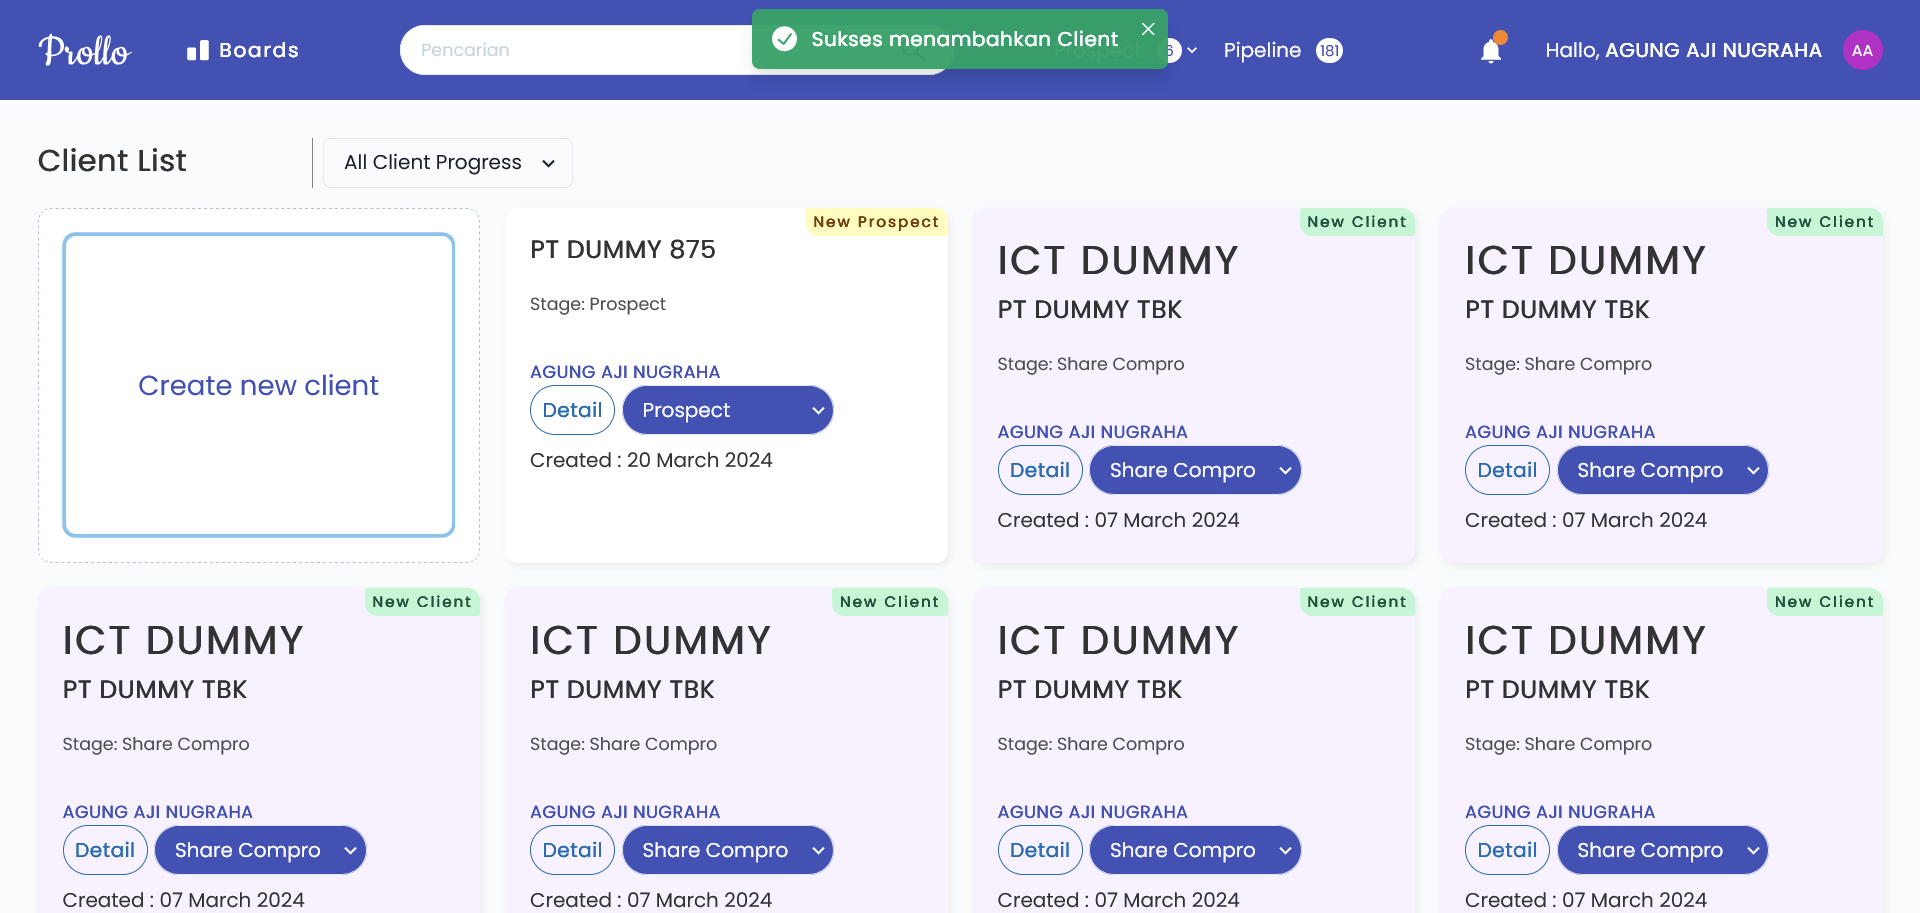 Prollo
Boards
Pencarian
Sukses menambahkan Client
Prospect 6
Pipeline 181
Hallo, AGUNG AJI NUGRAHA
AA
Client List
All Client Progress
Create new client
New Prospect
PT DUMMY 875
Stage: Prospect
AGUNG AJI NUGRAHA
Detail Prospect
Created : 20 March 2024
New Client
ICT DUMMY
PT DUMMY TBK
Stage: Share Compro
AGUNG AJI NUGRAHA
Detail Share Compro
Created : 07 March 2024
New Client
ICT DUMMY
PT DUMMY TBK
Stage: Share Compro
AGUNG AJI NUGRAHA
Detail Share Compro
Created : 07 March 2024
New Client
ICT DUMMY
PT DUMMY TBK
Stage: Share Compro
AGUNG AJI NUGRAHA
Detail Share Compro
Created : 07 March 2024
New Client
ICT DUMMY
PT DUMMY TBK
Stage: Share Compro
AGUNG AJI NUGRAHA
Detail Share Compro
Created : 07 March 2024
New Client
ICT DUMMY
PT DUMMY TBK
Stage: Share Compro
AGUNG AJI NUGRAHA
Detail Share Compro
Created : 07 March 2024
New Client
ICT DUMMY
PT DUMMY TBK
Stage: Share Compro
AGUNG AJI NUGRAHA
Detail Share Compro
Created : 07 March 2024